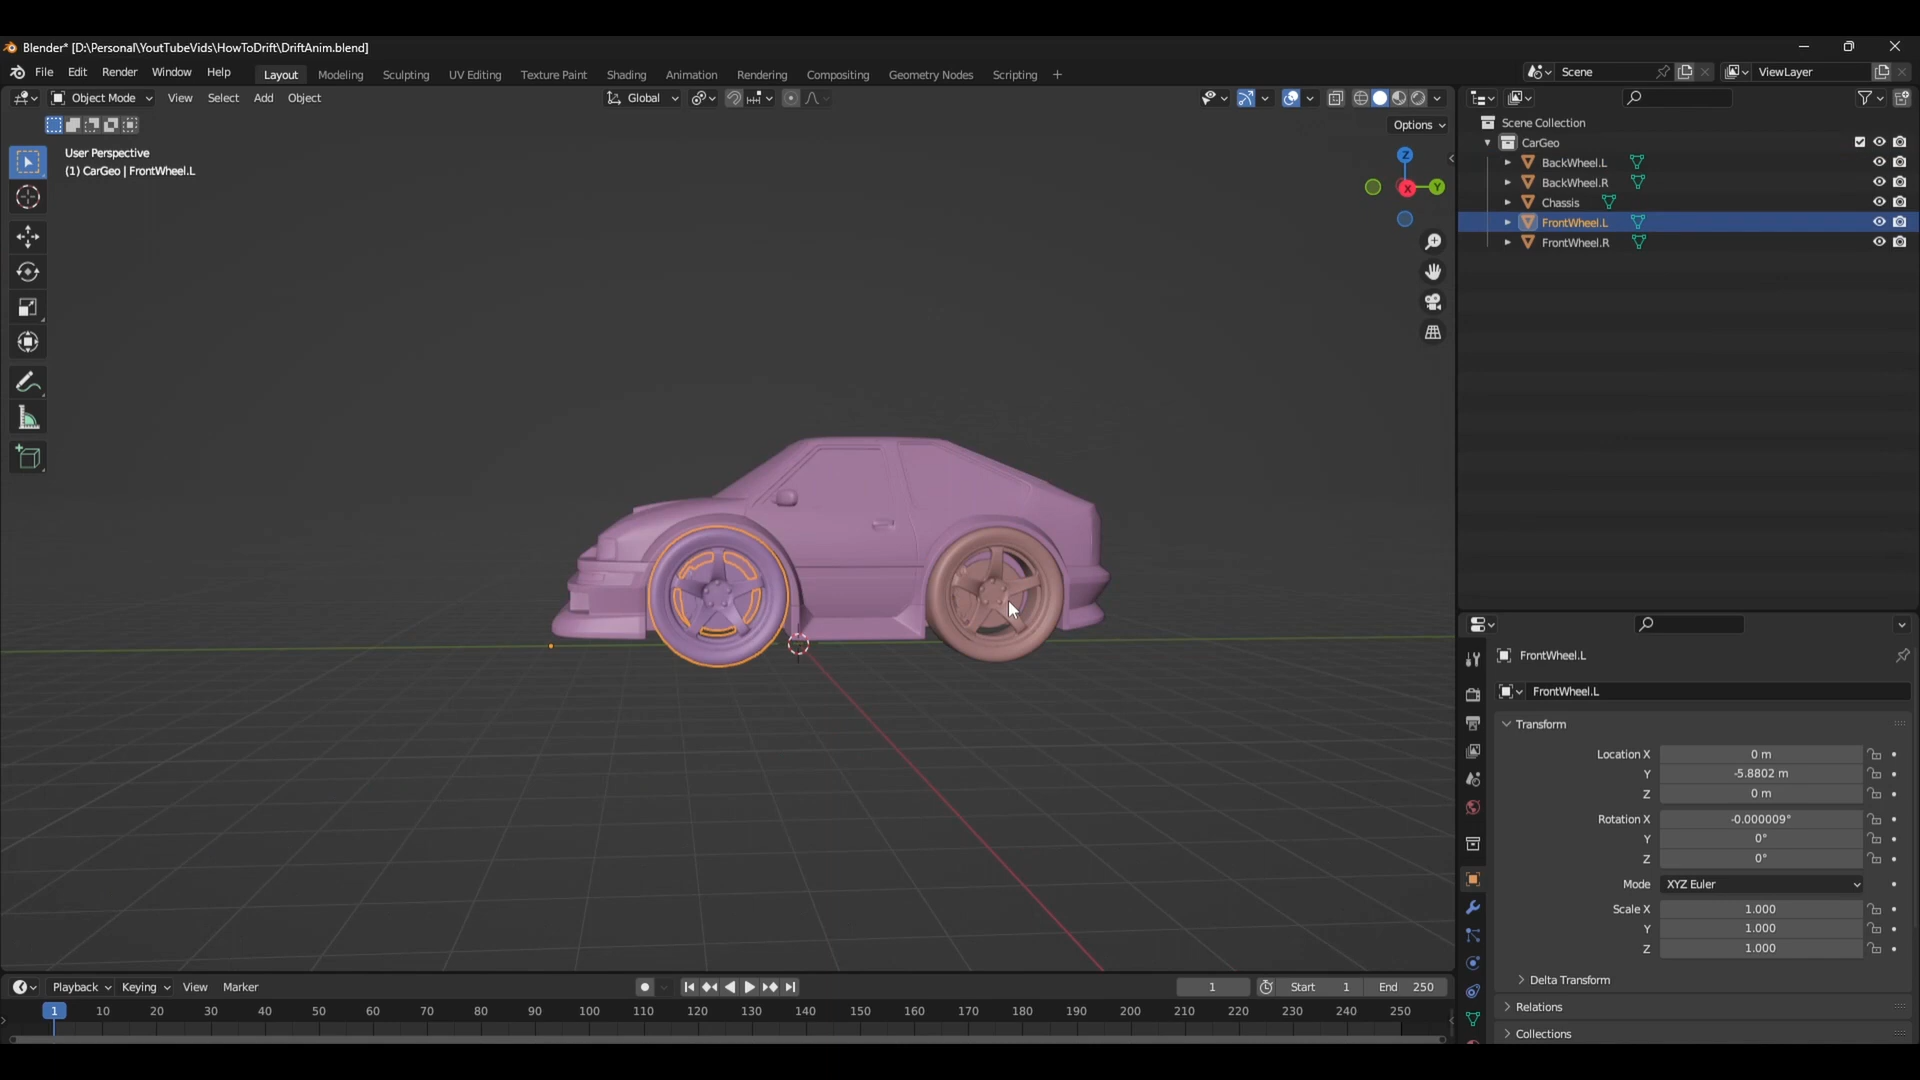 Blender* [D:\Personal\YoutTubeVids\HowToDrift\DriftAnim.blend]
File Edit Render Window Help
Layout Modeling Sculpting UV Editing Texture Paint Shading Animation Rendering Compositing Geometry Nodes Scripting +
Scene
ViewLayer
Object Mode View Select Add Object
Global
Options
User Perspective
(1) CarGeo | FrontWheel.L
Z
X
Y
Scene Collection
CarGeo
BackWheel.L
BackWheel.R
Chassis
FrontWheel.L
FrontWheel.R
FrontWheel.L
FrontWheel.L
Transform
Location X 0 m
Y -5.8802 m
Z 0 m
Rotation X -0.000009°
Y 0°
Z 0°
Mode XYZ Euler
Scale X 1.000
Y 1.000
Z 1.000
Delta Transform
Relations
Collections
Playback Keying View Marker
1 Start 1 End 250
1 10 20 30 40 50 60 70 80 90 100 110 120 130 140 150 160 170 180 190 200 210 220 230 240 250